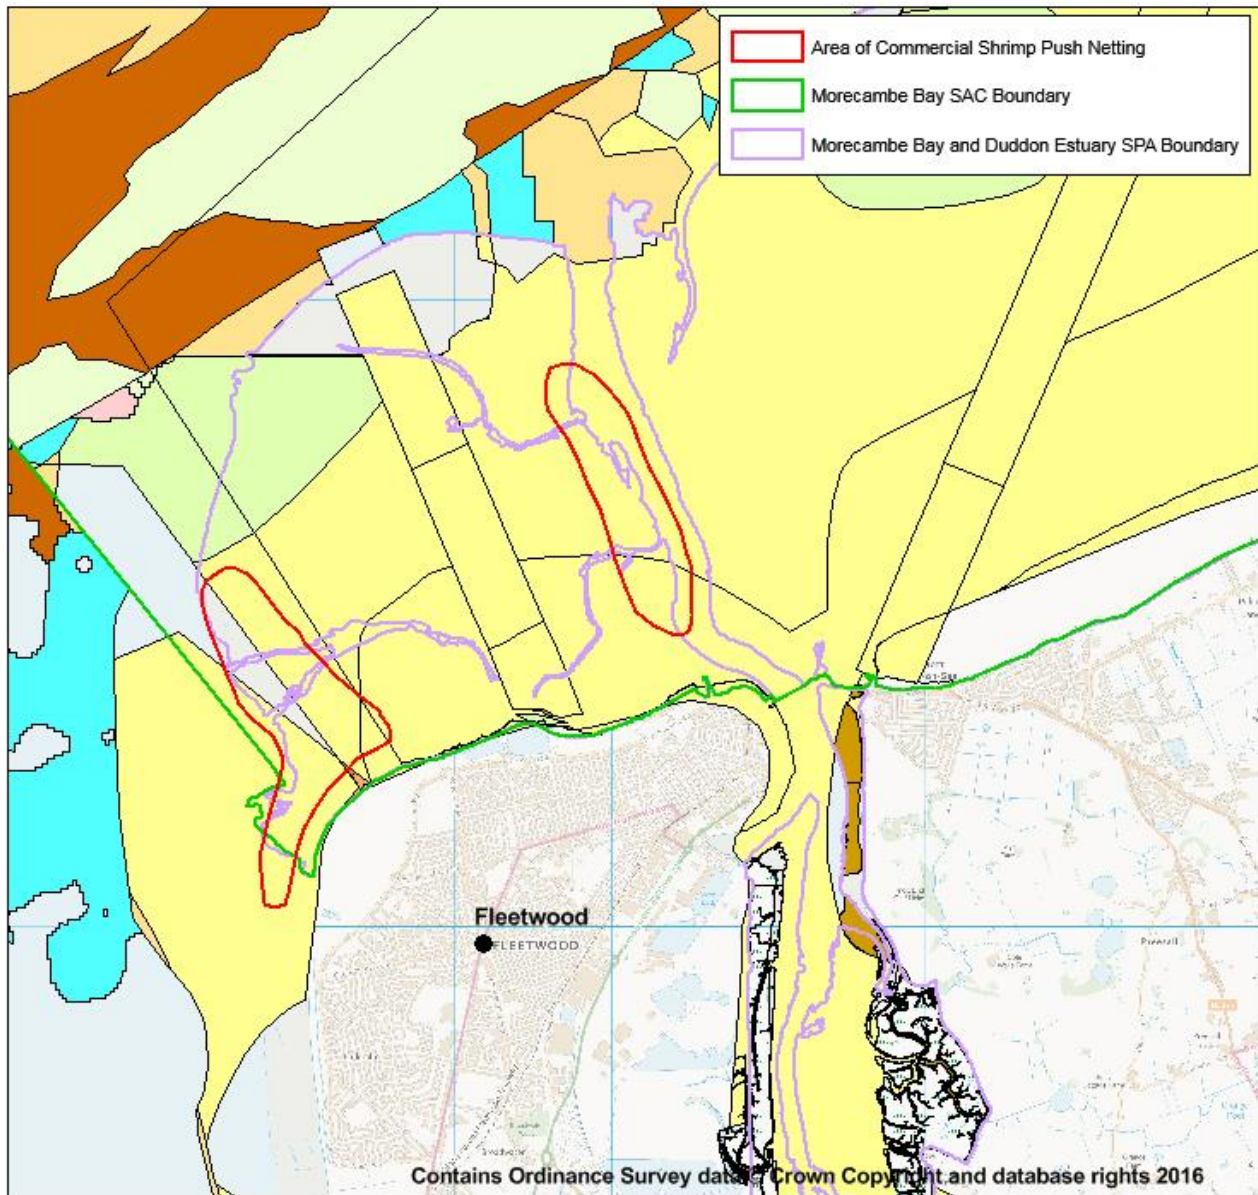 Area of Commercial Shrimp Push Netting
Morecambe Bay SAC Boundary
Morecambe Bay and Duddon Estuary SPA Boundary
Fleetwood
FLEETWOOD
Preesall
Contains Ordinance Survey data Crown Copyright and database rights 2016